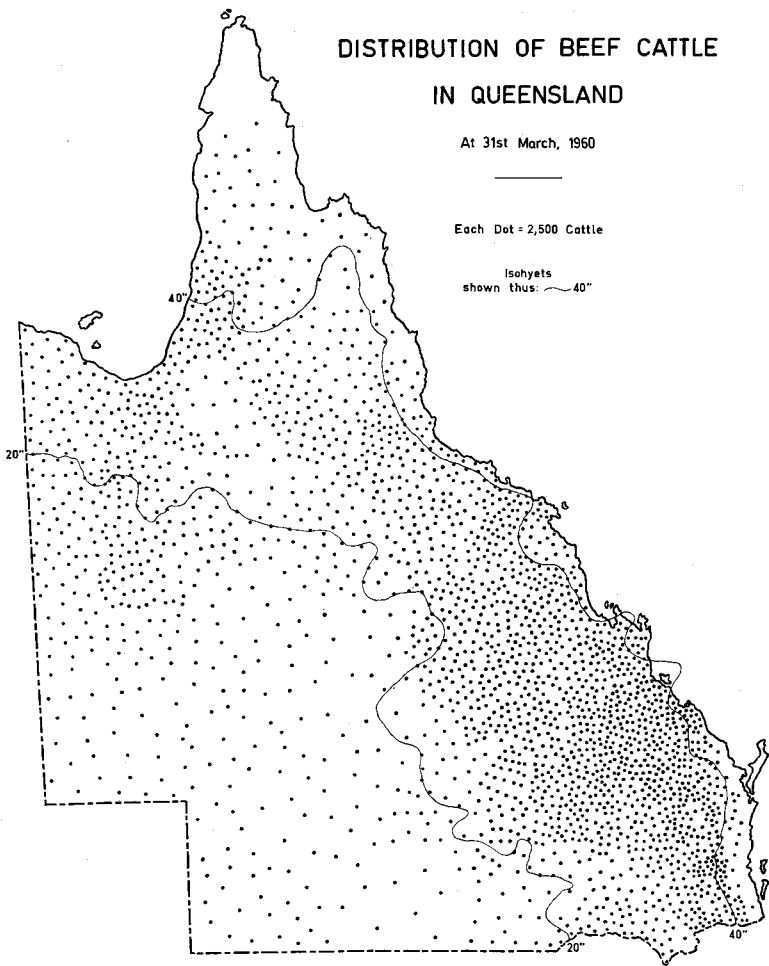 DISTRIBUTION OF BEEF CATTLE
IN QUEENSLAND
At 31st March, 1960
Each Dot = 2,500 Cattle
Isohyets
shown thus: 40"
40"
20"
20"
40"